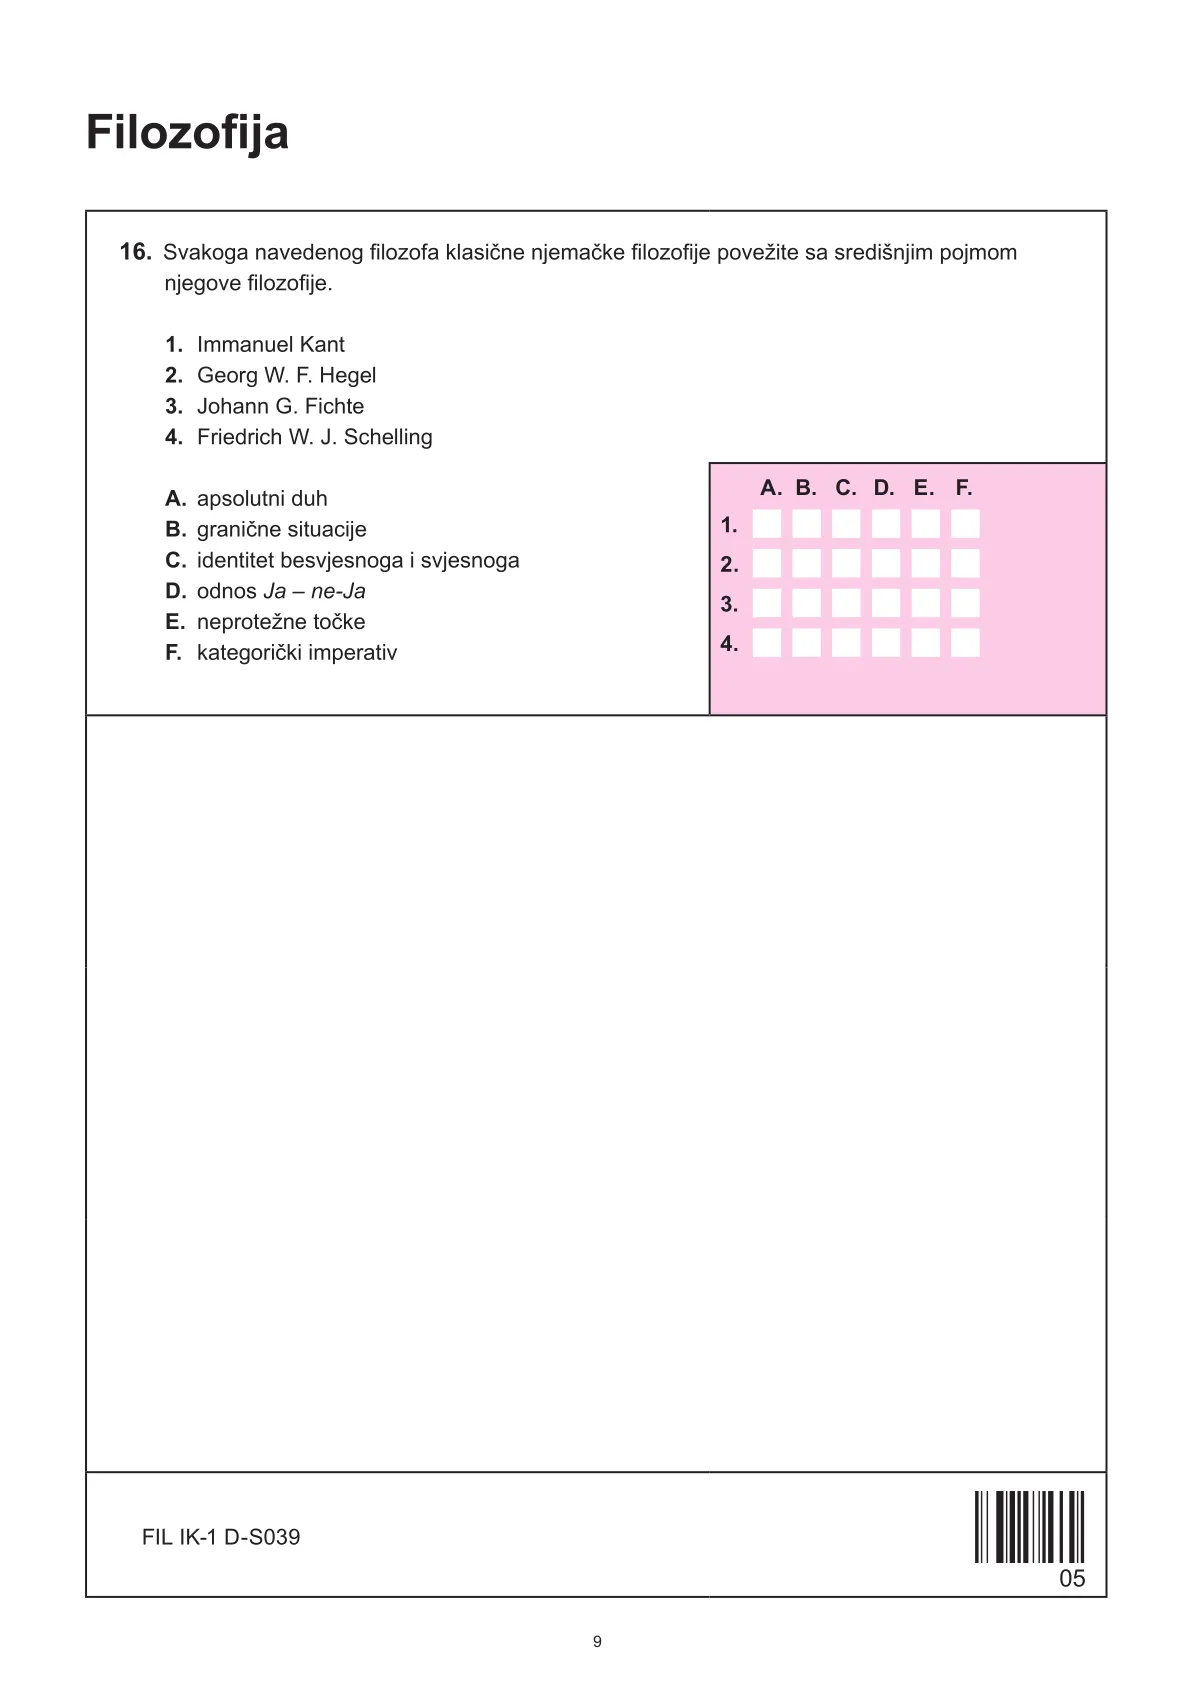 Filozofija
16. Svakoga navedenog filozofa klasične njemačke filozofije povežite sa središnjim pojmom
njegove filozofije.
1. Immanuel Kant
2. Georg W. F. Hegel
3. Johann G. Fichte
4. Friedrich W. J. Schelling
A. apsolutni duh
B. granične situacije
C. identitet besvjesnoga i svjesnoga
D. odnos Ja – ne-Ja
E. neprotežne točke
F. kategorički imperativ
A. B. C. D. E. F.
1.
2.
3.
4.
FIL IK-1 D-S039
05
9